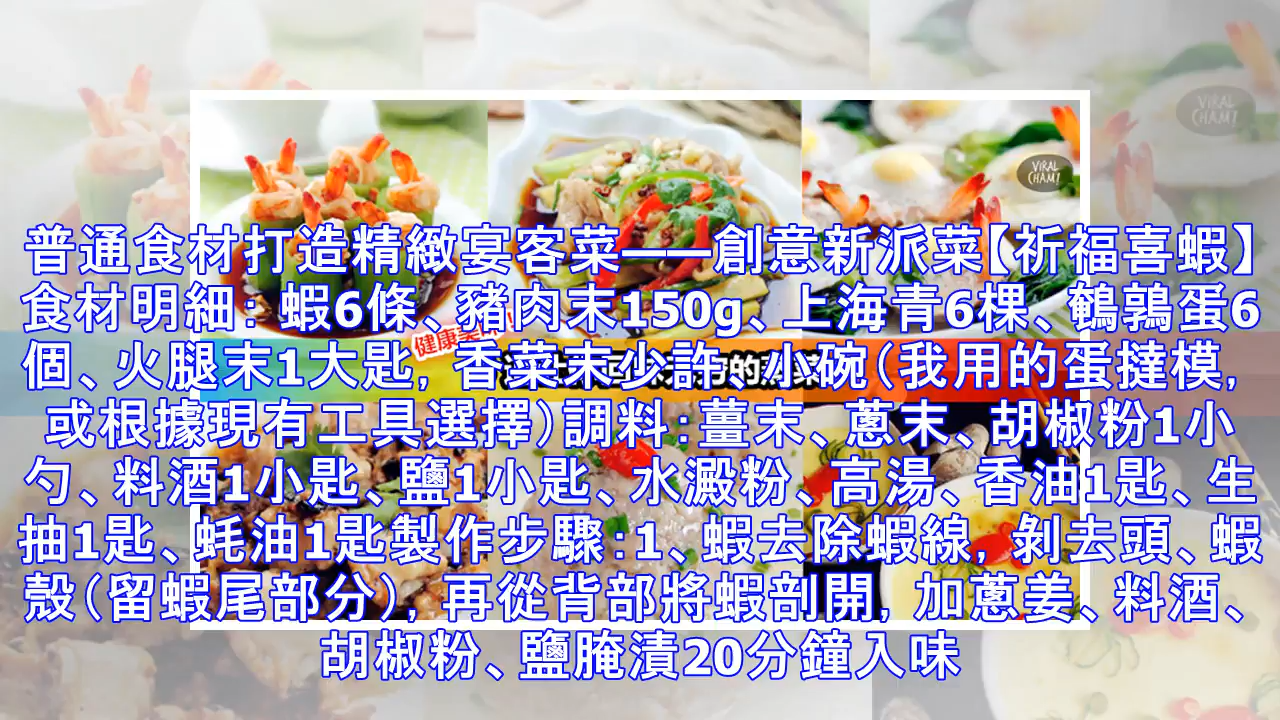 VIRAL
CHAM!
VIRAL
CHAM!
普通食材打造精緻宴客菜——創意新派菜【祈福喜蝦】
食材明細：蝦6條、豬肉末150g、上海青6棵、鵪鶉蛋6
個、火腿末1大匙，香菜末少許、小碗（我用的蛋撻模，
或根據現有工具選擇）調料：薑末、蔥末、胡椒粉1小
勺、料酒1小匙、鹽1小匙、水澱粉、高湯、香油1匙、生
抽1匙、蚝油1匙製作步驟：1、蝦去除蝦線，剝去頭、蝦
殼（留蝦尾部分），再從背部將蝦剖開，加蔥姜、料酒、
胡椒粉、鹽腌漬20分鐘入味
健康